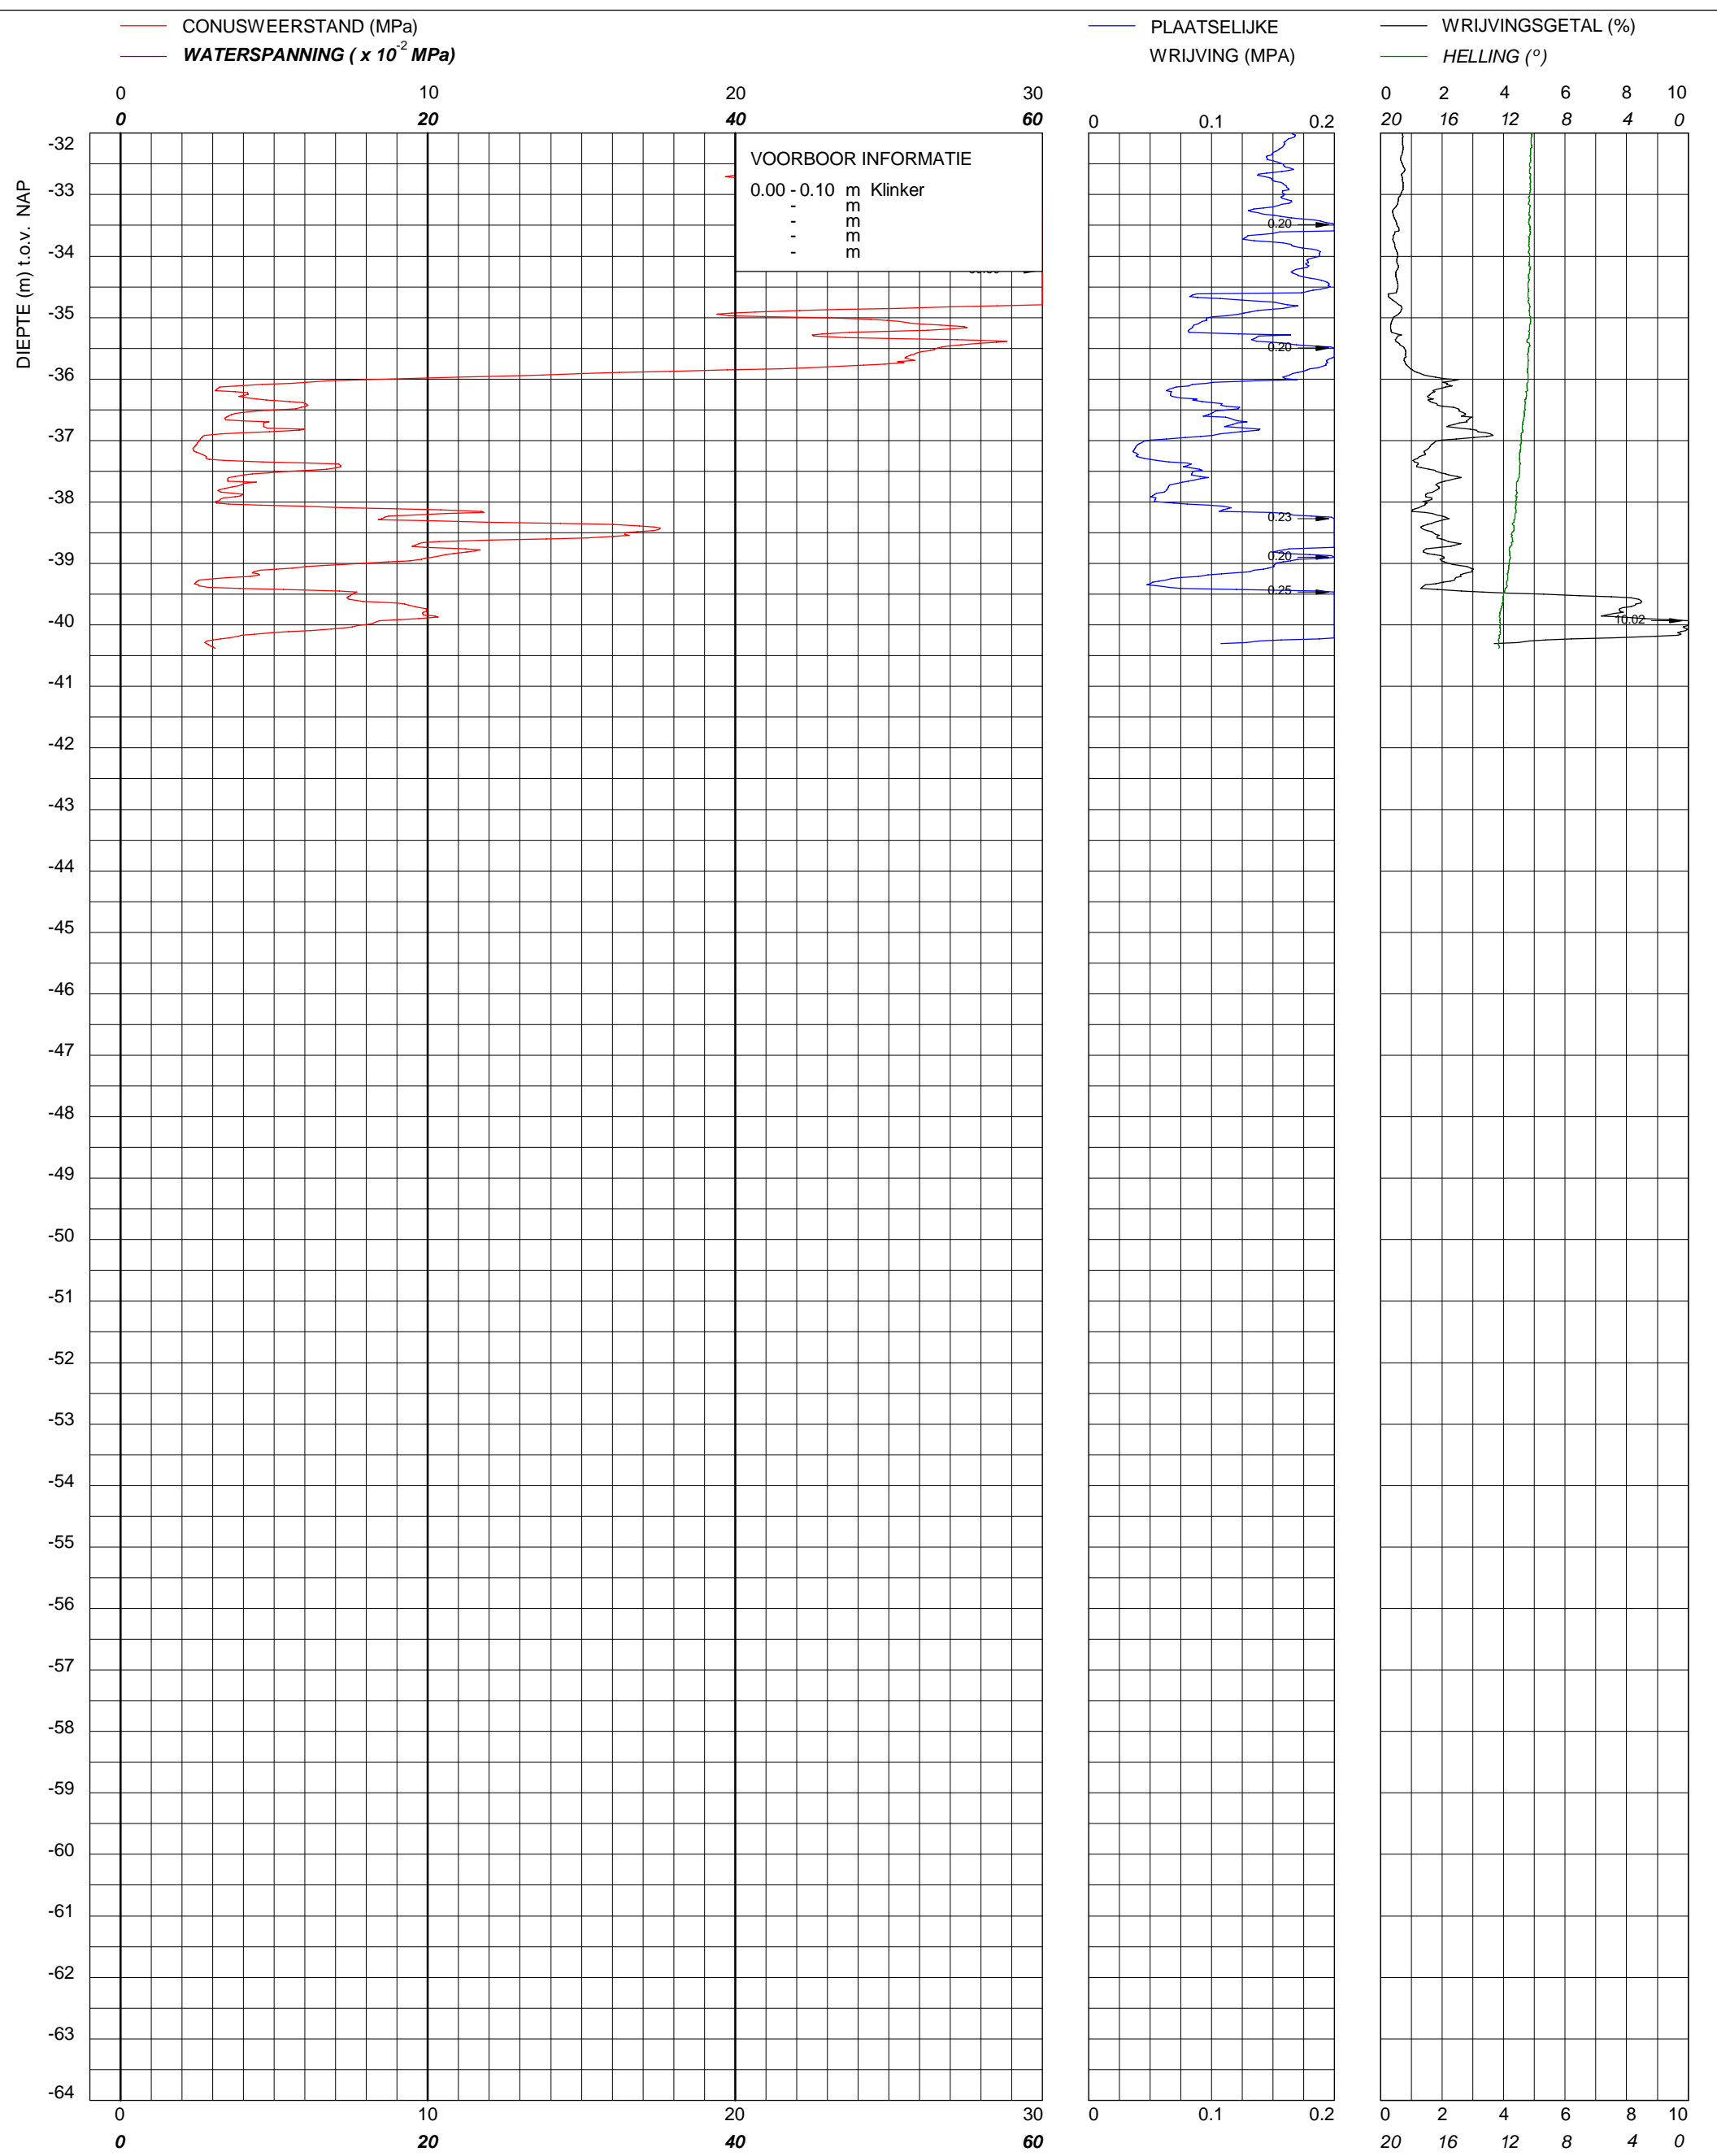 CONUSWEERSTAND (MPa)
WATERSPANNING ( x 10-2 MPa)
PLAATSELIJKE
WRIJVING (MPA)
WRIJVINGSGETAL (%)
HELLING (º)
0 10 20 30
0 20 40 60
0 0.1 0.2
0 2 4 6 8 10
20 16 12 8 4 0
DIEPTE (m) t.o.v. NAP
VOORBOOR INFORMATIE
0.00 - 0.10 m Klinker
- m
- m
- m
- m
-32
-33
-34
-35
-36
-37
-38
-39
-40
-41
-42
-43
-44
-45
-46
-47
-48
-49
-50
-51
-52
-53
-54
-55
-56
-57
-58
-59
-60
-61
-62
-63
-64
0.20
0.20
0.23
0.20
0.25
10.02
0 10 20 30
0 20 40 60
0 0.1 0.2
0 2 4 6 8 10
20 16 12 8 4 0